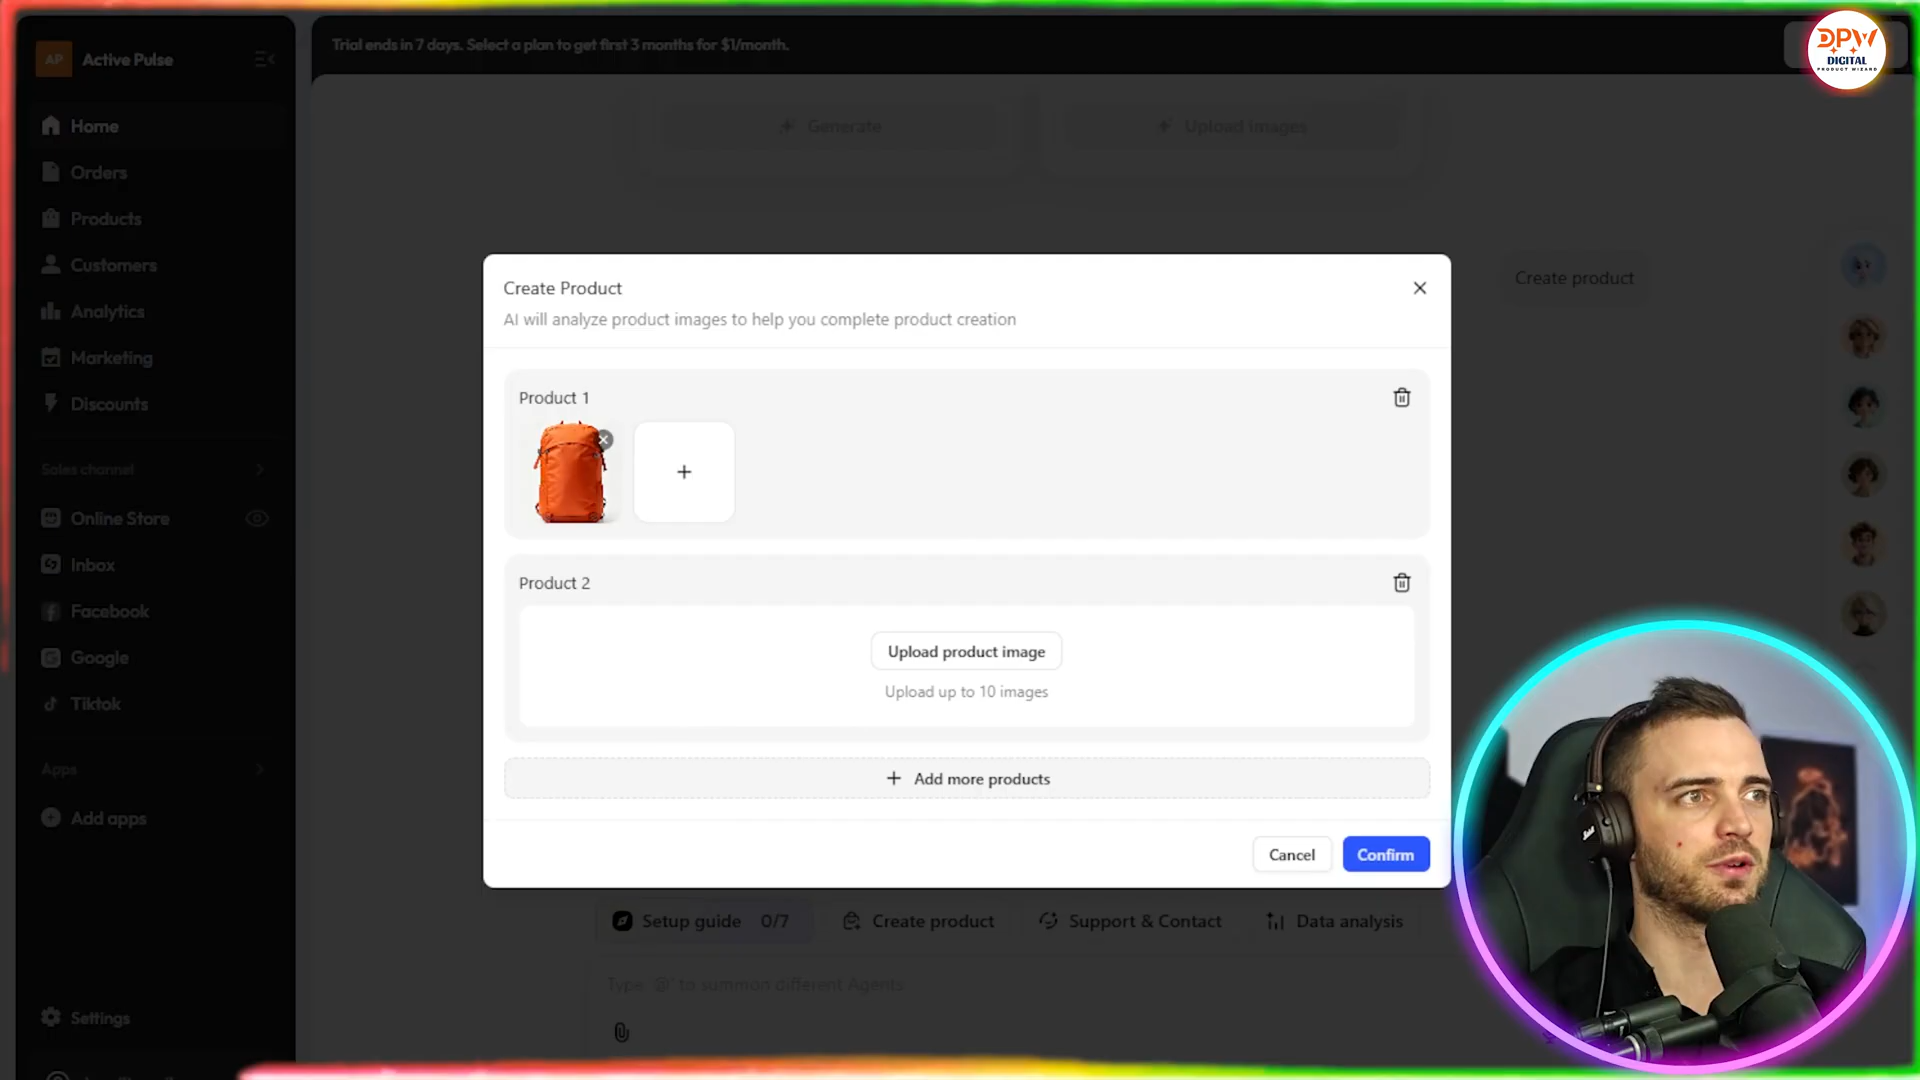 AP
Active Pulse
Trial ends in 7 days. Select a plan to get first 3 months for $1/month.
DPW
DIGITAL
PRODUCT WIZARD
Home
Orders
Products
Customers
Analytics
Marketing
Discounts
Sales channel
Online Store
Inbox
Facebook
Google
Tiktok
Apps
Add apps
Settings
Generate
Upload images
Create product
Create Product
AI will analyze product images to help you complete product creation
Product 1
Product 2
Upload product image
Upload up to 10 images
Add more products
Cancel
Confirm
Setup guide 0/7
Create product
Support & Contact
Data analysis
Type '@' to summon different Agents